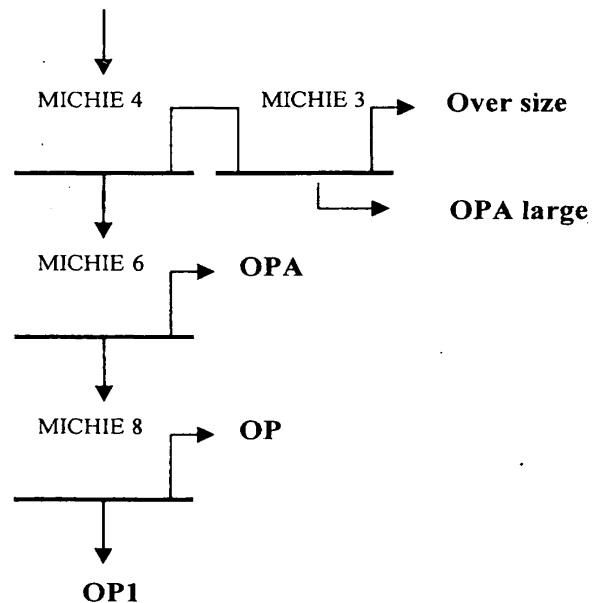 MICHIE 4
MICHIE 3
Over size
OPA large
MICHIE 6
OPA
MICHIE 8
OP
OP1